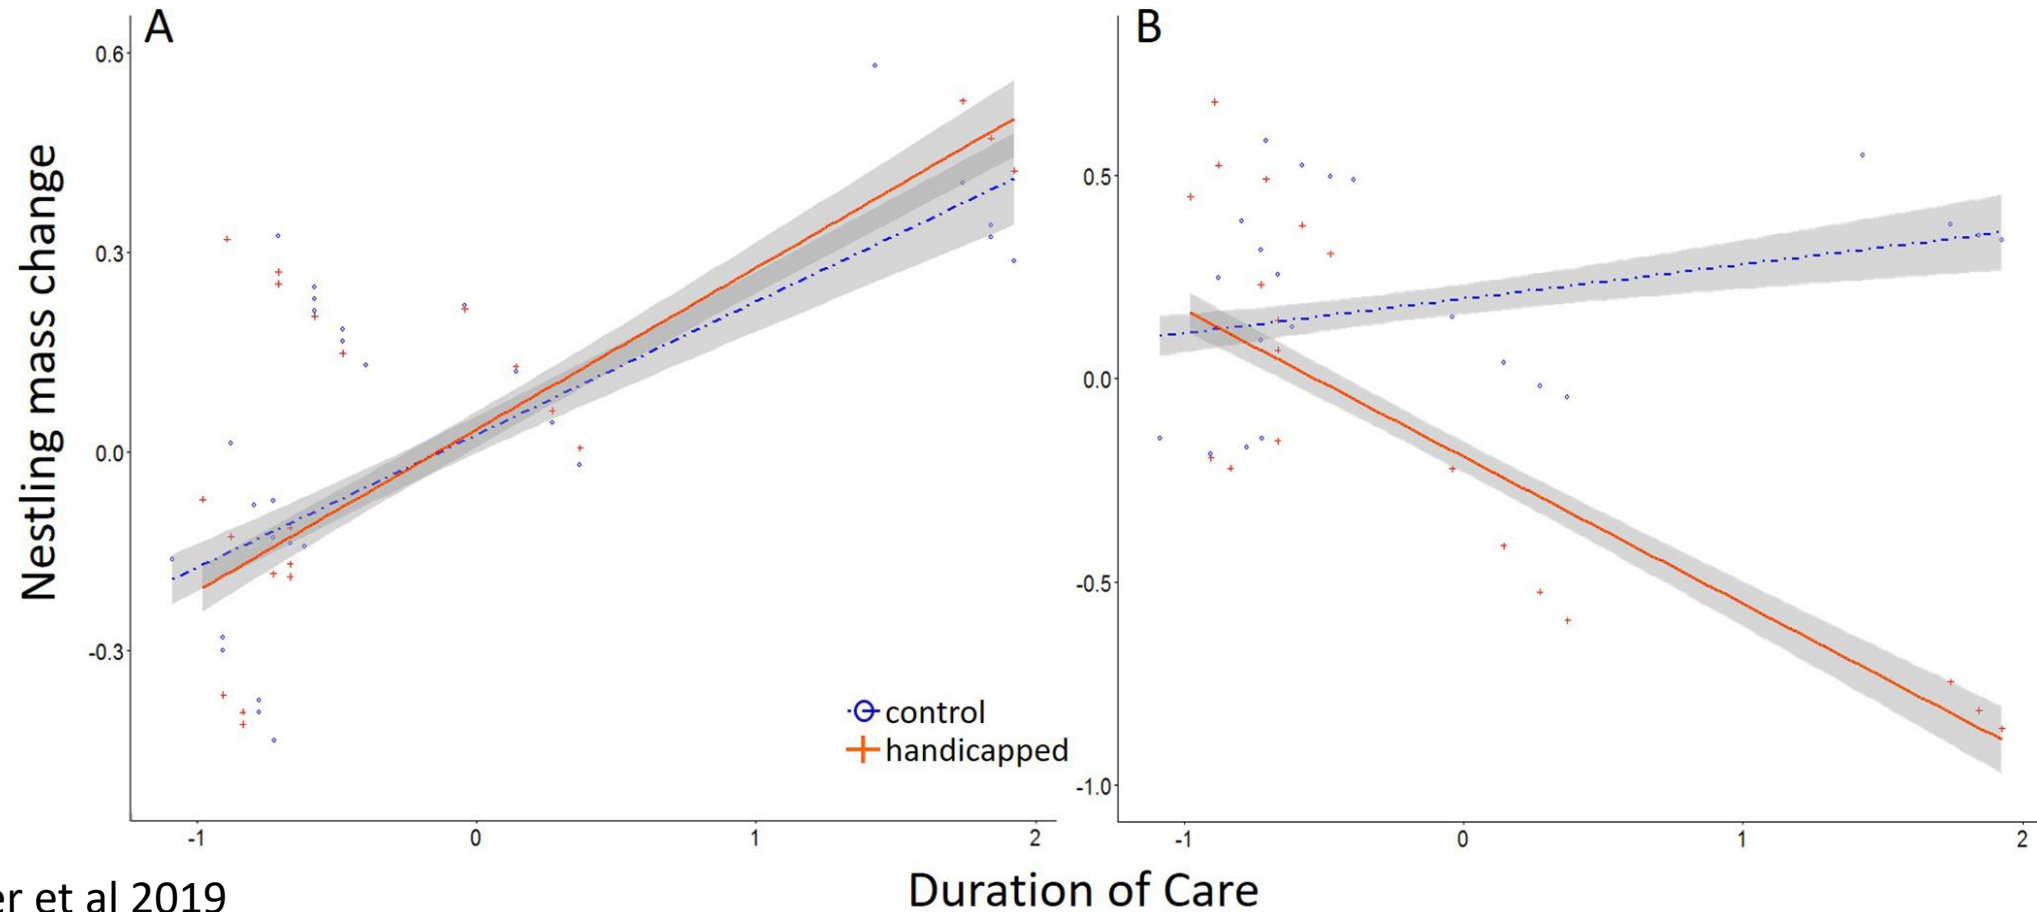 A
B
Nestling mass change
0.6
0.3
0.0
-0.3
-1
0
1
2
control
handicapped
0.5
0.0
-0.5
-1.0
-1
0
1
2
Duration of Care
et al 2019